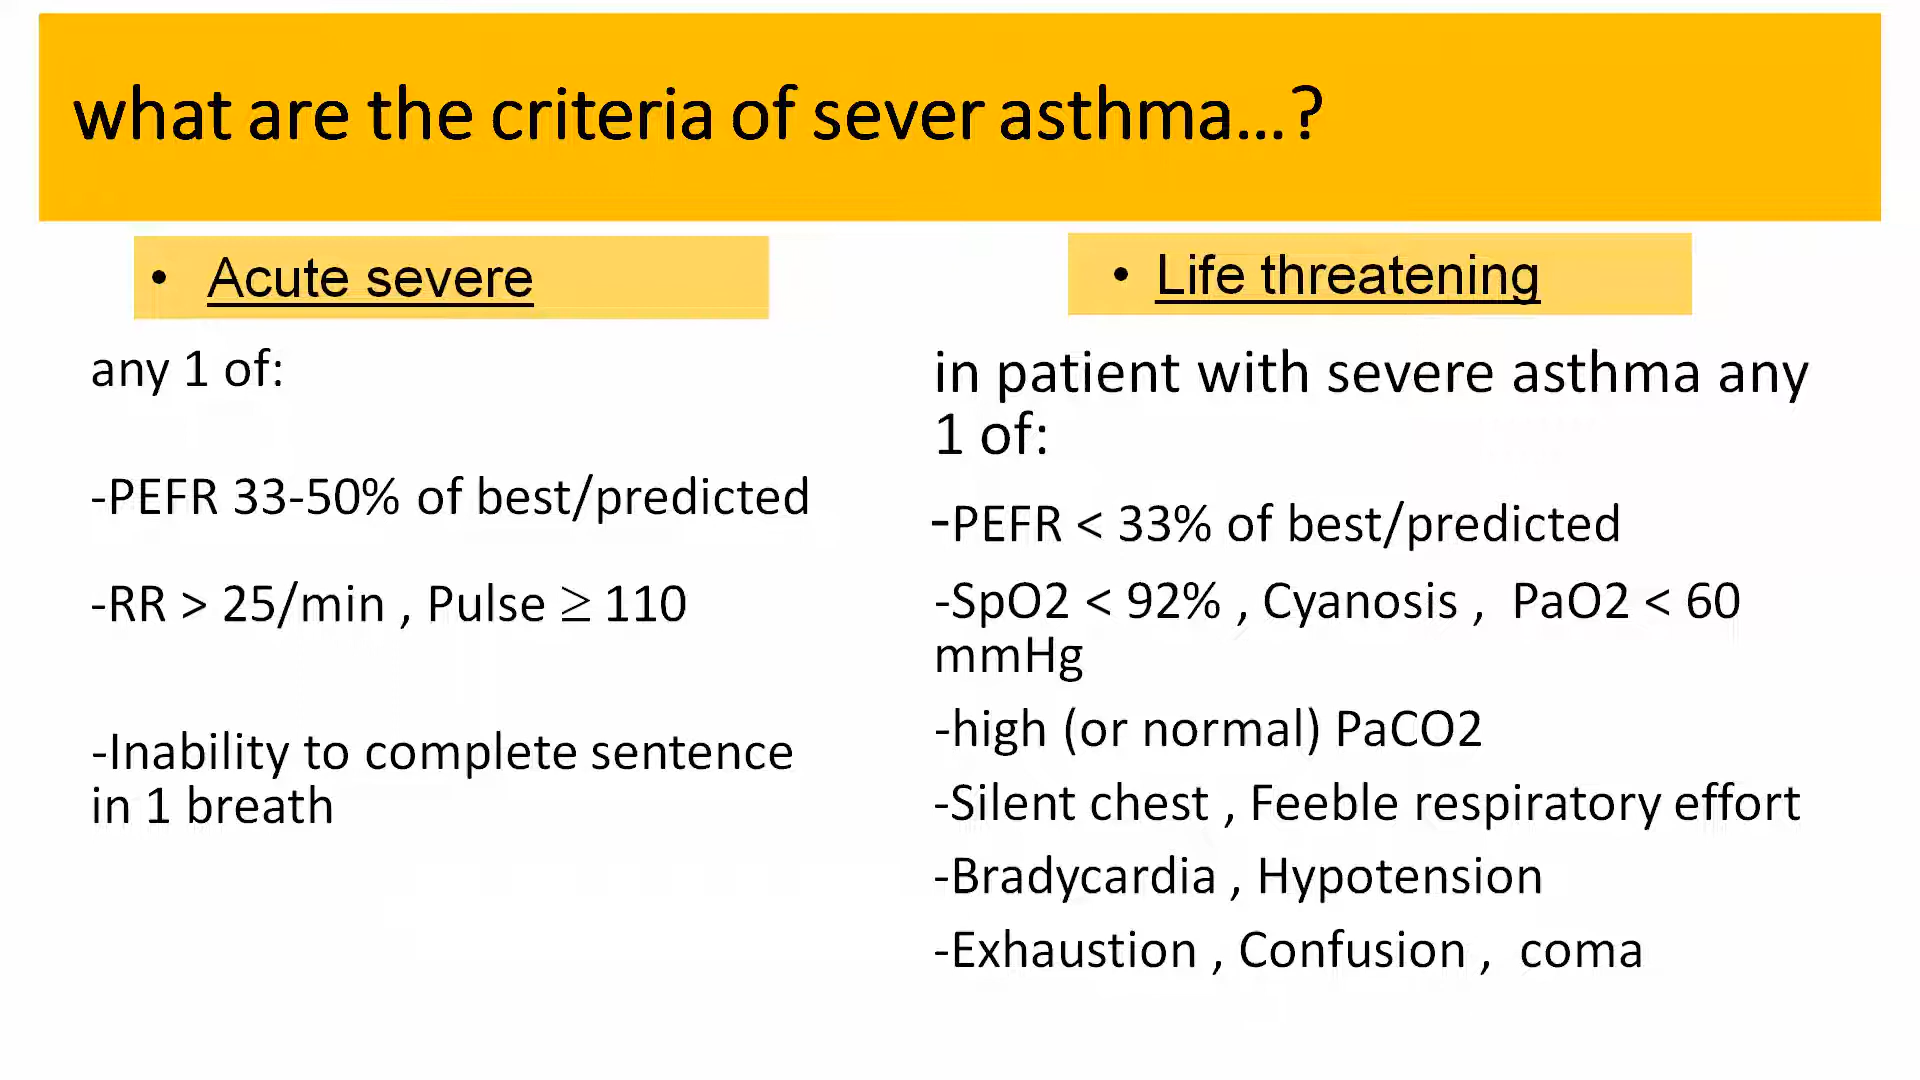 what are the criteria of sever asthma...?
• Acute severe
any 1 of:
-PEFR 33-50% of best/predicted
-RR > 25/min , Pulse ≥ 110
-Inability to complete sentence
in 1 breath
• Life threatening
in patient with severe asthma any
1 of:
-PEFR < 33% of best/predicted
-SpO2 < 92% , Cyanosis ,  PaO2 < 60
mmHg
-high (or normal) PaCO2
-Silent chest , Feeble respiratory effort
-Bradycardia , Hypotension
-Exhaustion , Confusion ,  coma